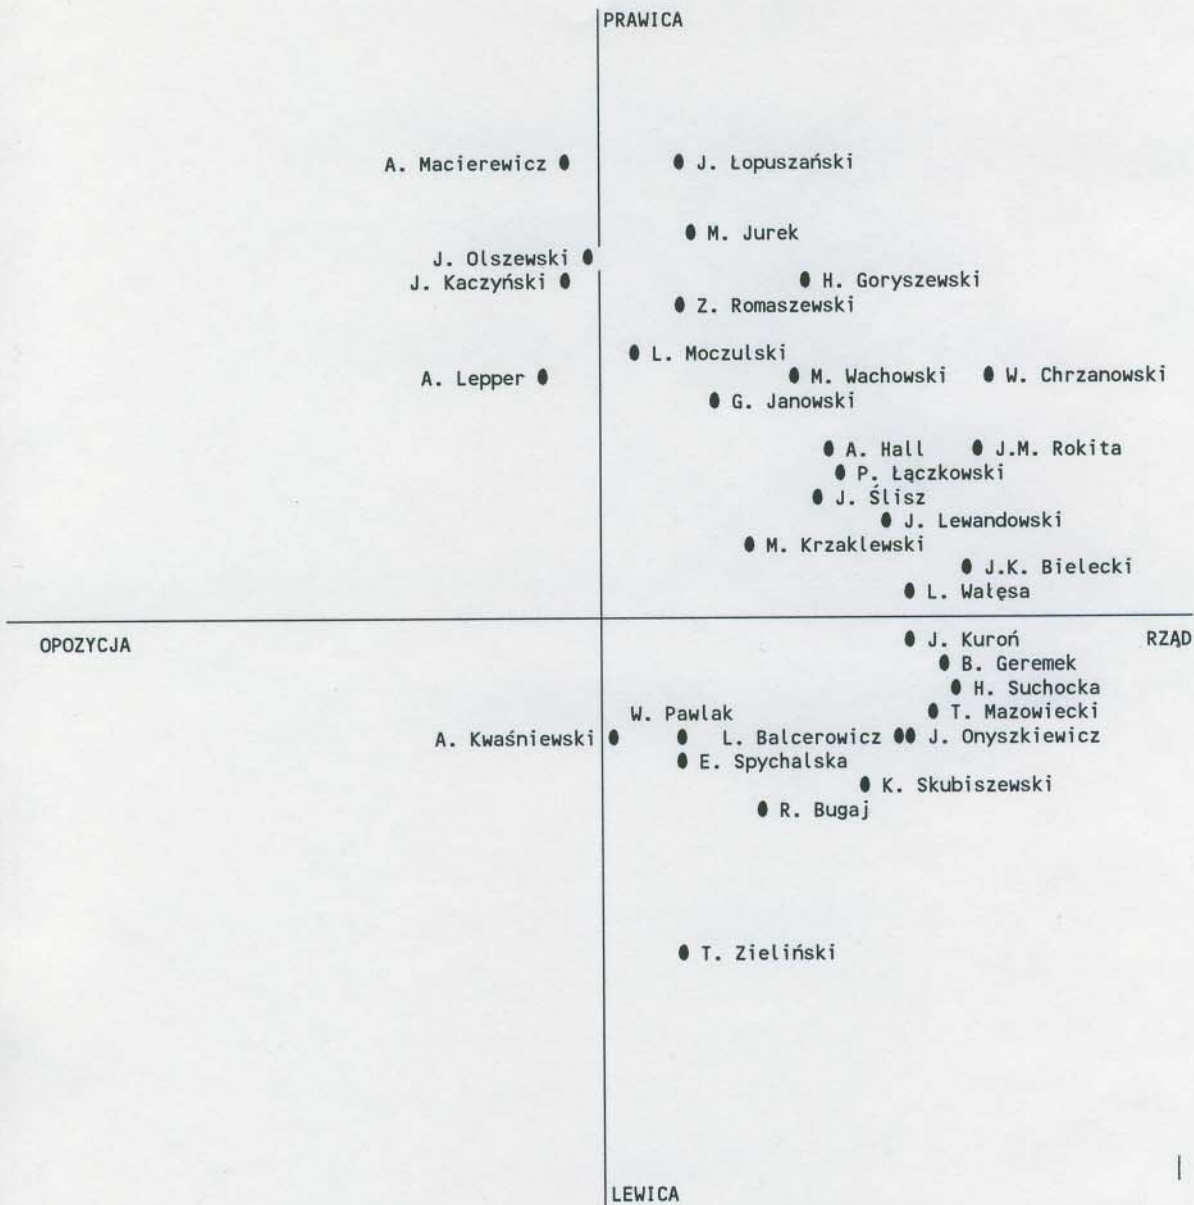 PRAWICA
A. Macierewicz J. Łopuszański
M. Jurek
J. Olszewski
J. Kaczyński H. Goryszewski
Z. Romaszewski
L. Moczulski
A. Lepper M. Wachowski W. Chrzanowski
G. Janowski
A. Hall J.M. Rokita
P. Łączkowski
J. Ślisz
J. Lewandowski
M. Krzaklewski
J.K. Bielecki
L. Wałęsa
OPOZYCJA J. Kuroń RZĄD
B. Geremek
H. Suchocka
W. Pawlak T. Mazowiecki
A. Kwaśniewski L. Balcerowicz J. Onyszkiewicz
E. Spychalska
K. Skubiszewski
R. Bugaj
T. Zieliński
LEWICA